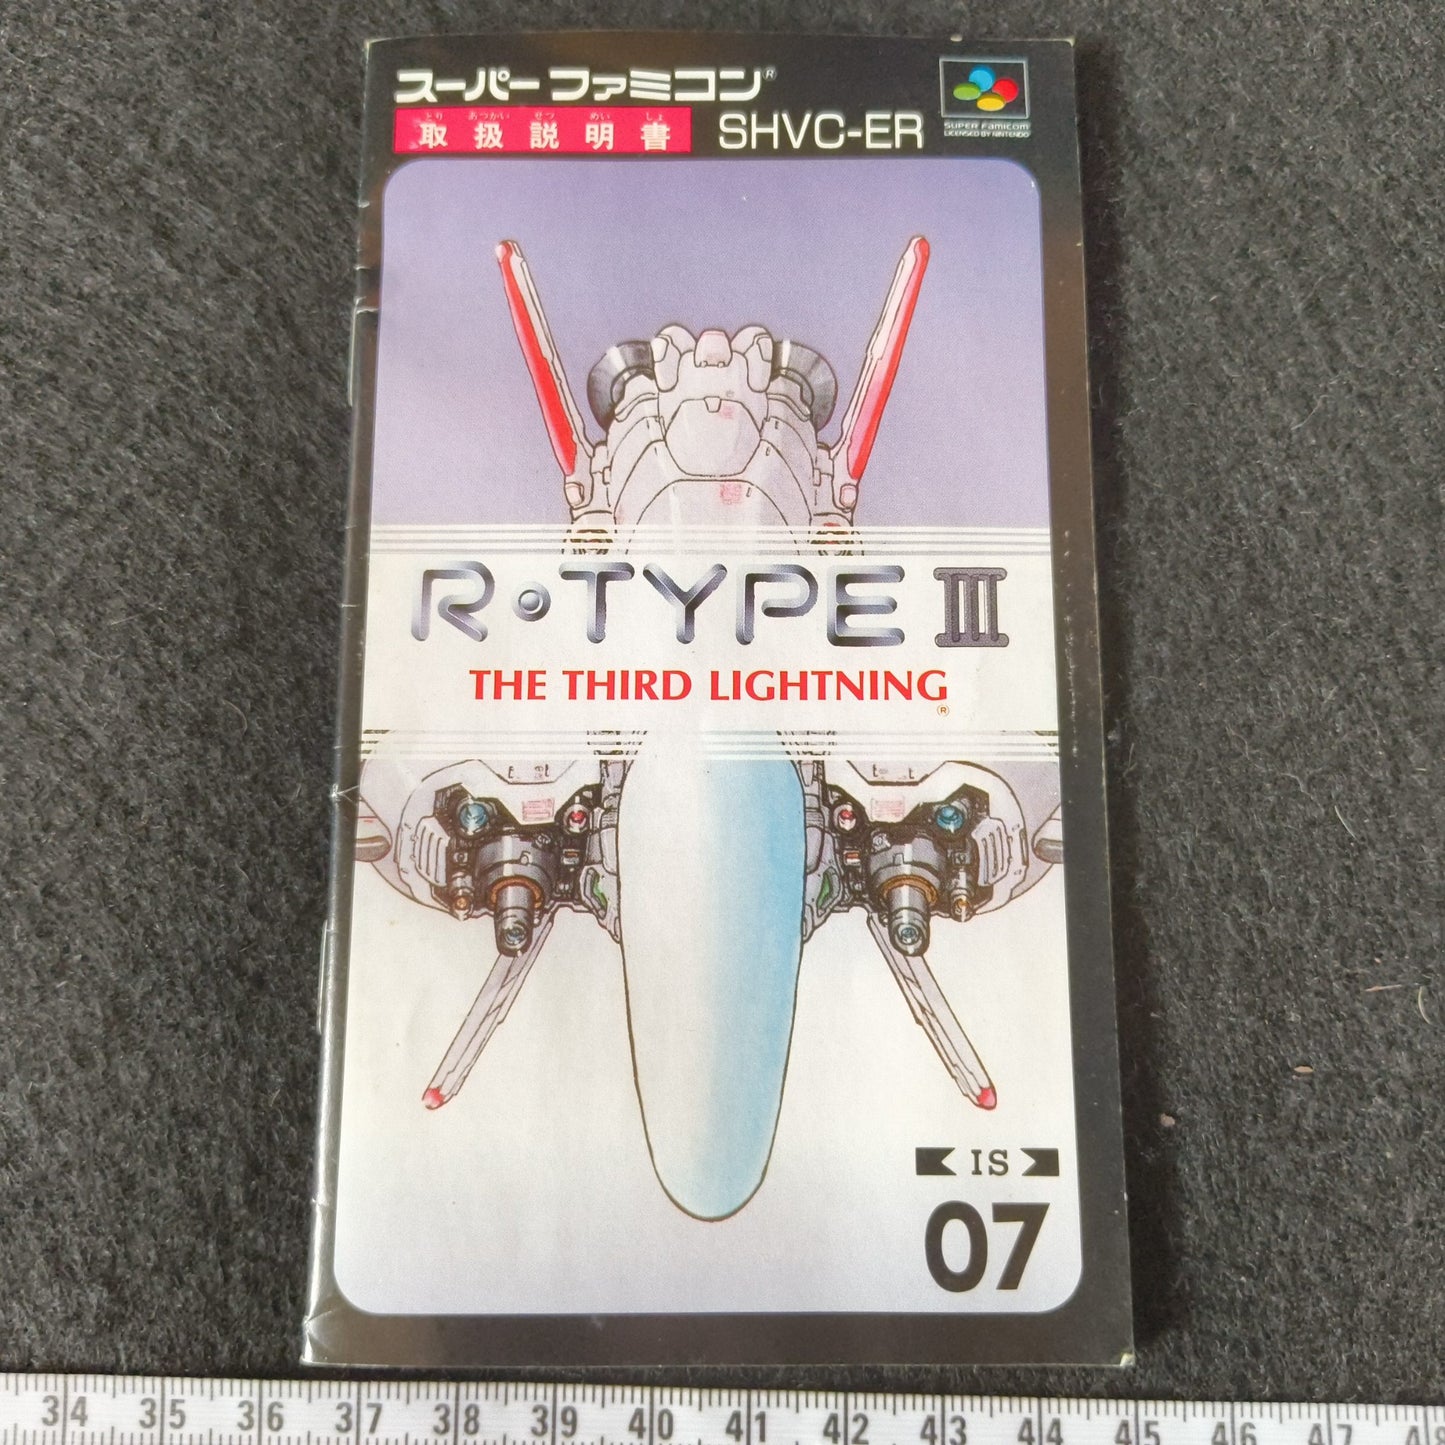 スーパーファミコン®
とり あつかい せつ めい しょ
取扱説明書
SHVC-ER
SUPER FAMICOM
LICENSED BY NINTENDO
R·TYPE III
THE THIRD LIGHTNING
®
IS
07
34 35 36 37 38 39 40 41 42 43 44 45 46 47 48